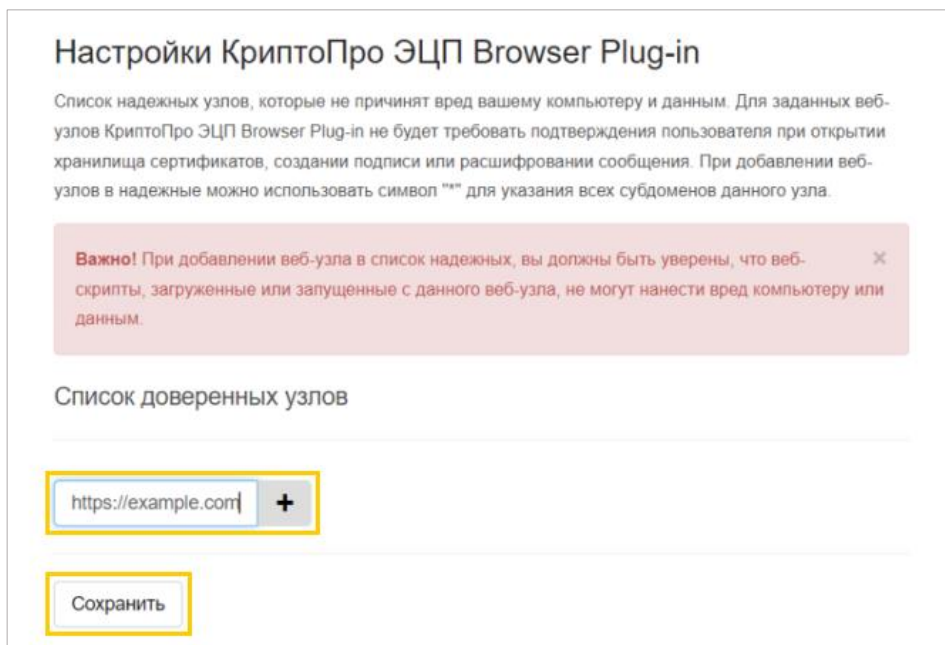 Настройки КриптоПро ЭЦП Browser Plug-in
Список надежных узлов, которые не причинят вред вашему компьютеру и данным. Для заданных веб-
узлов КриптоПро ЭЦП Browser Plug-in не будет требовать подтверждения пользователя при открытии
хранилища сертификатов, создании подписи или расшифровании сообщения. При добавлении веб-
узлов в надежные можно использовать символ "*" для указания всех субдоменов данного узла.
Важно! При добавлении веб-узла в список надежных, вы должны быть уверены, что веб-
скрипты, загруженные или запущенные с данного веб-узла, не могут нанести вред компьютеру или
данным.
Список доверенных узлов
https://example.com
Сохранить